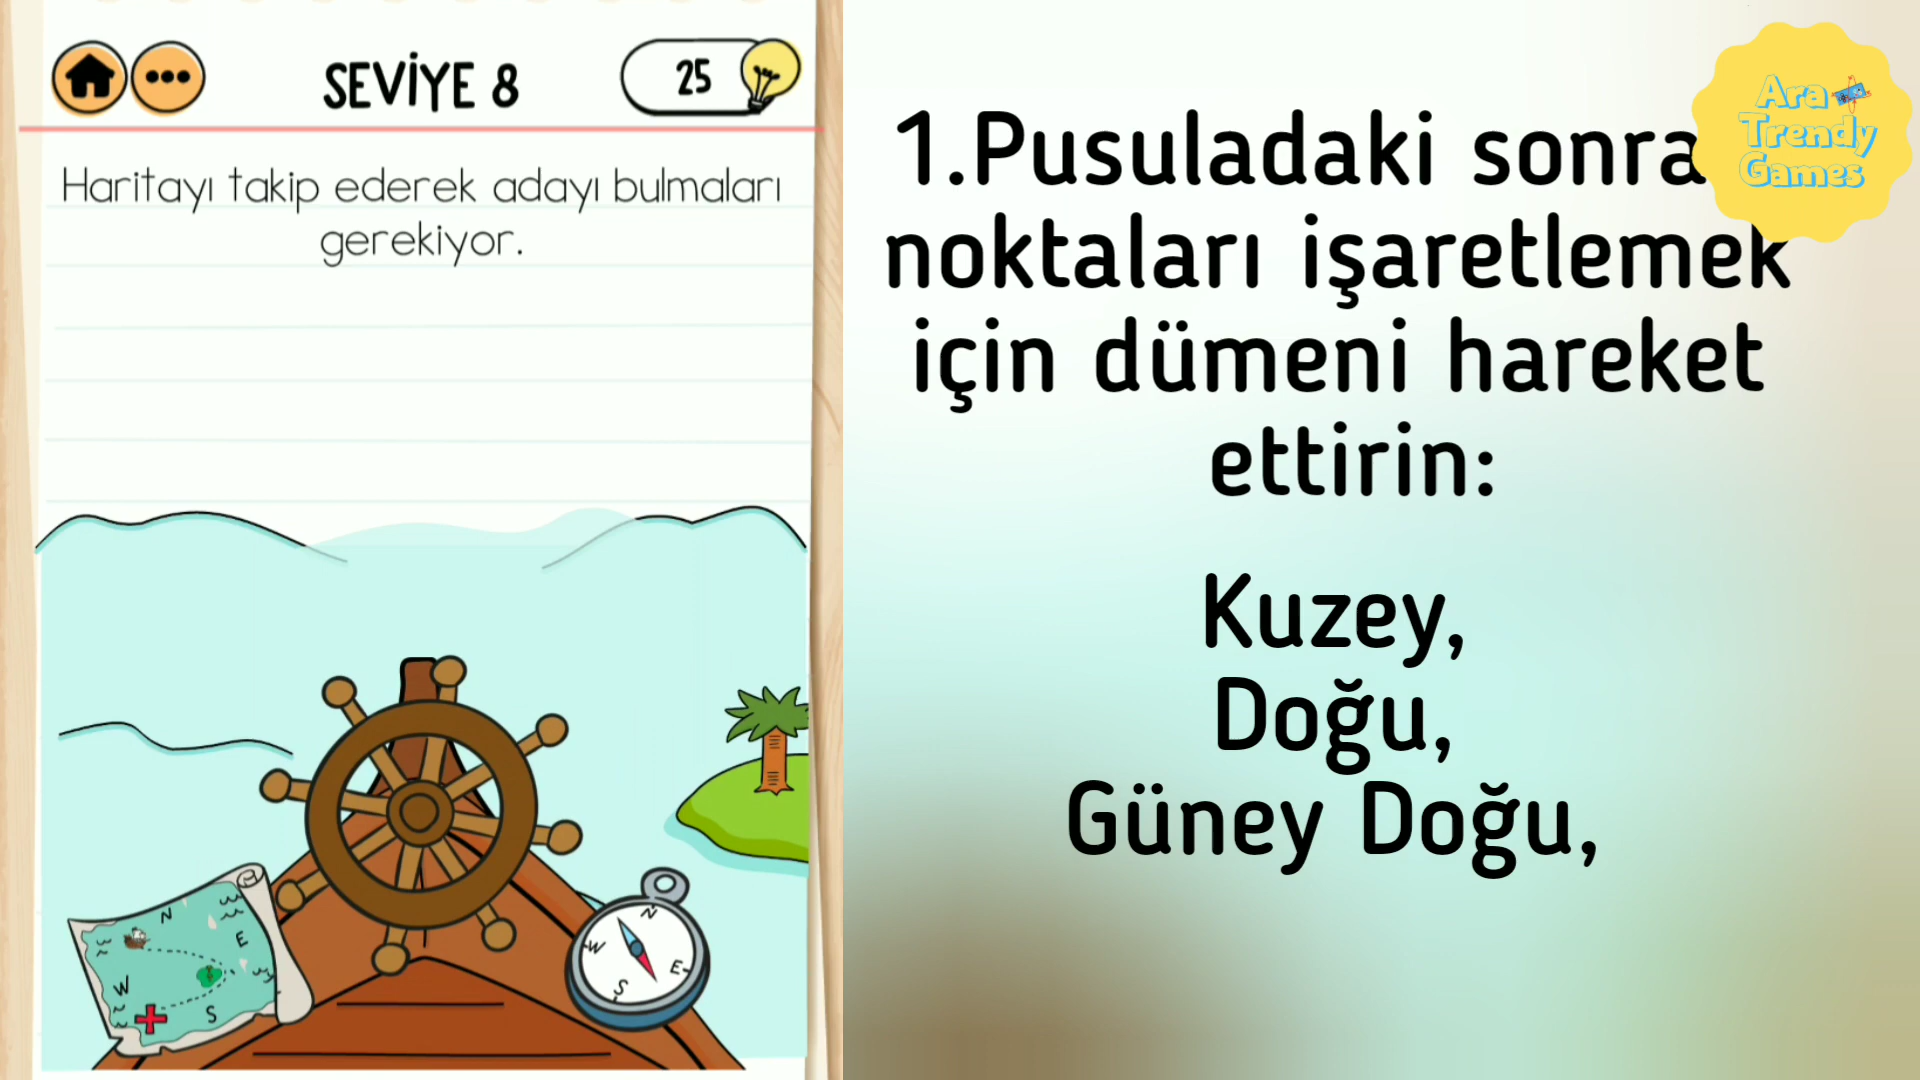 SEVİYE 8
25
Haritayı takip ederek adayı bulmaları
gerekiyor.
N
E
W
S
N
W
E
S
1.Pusuladaki sonra
noktaları işaretlemek
için dümeni hareket
ettirin:
Kuzey,
Doğu,
Güney Doğu,
Ara
Trendy
Games